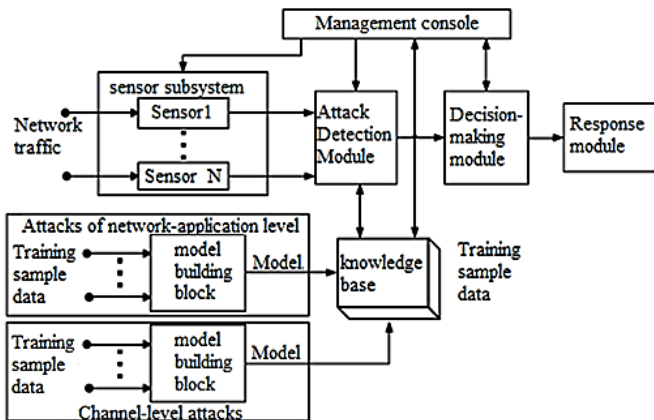 Management console
sensor subsystem
Sensor1
Sensor N
Network
traffic
Attack
Detection
Module
Decision-
making
module
Response
module
Attacks of network-application level
Training
sample
data
model
building
block
Model.
knowledge
base
Training
sample
data
Training
sample
data
model
building
block
Model
Channel-level attacks